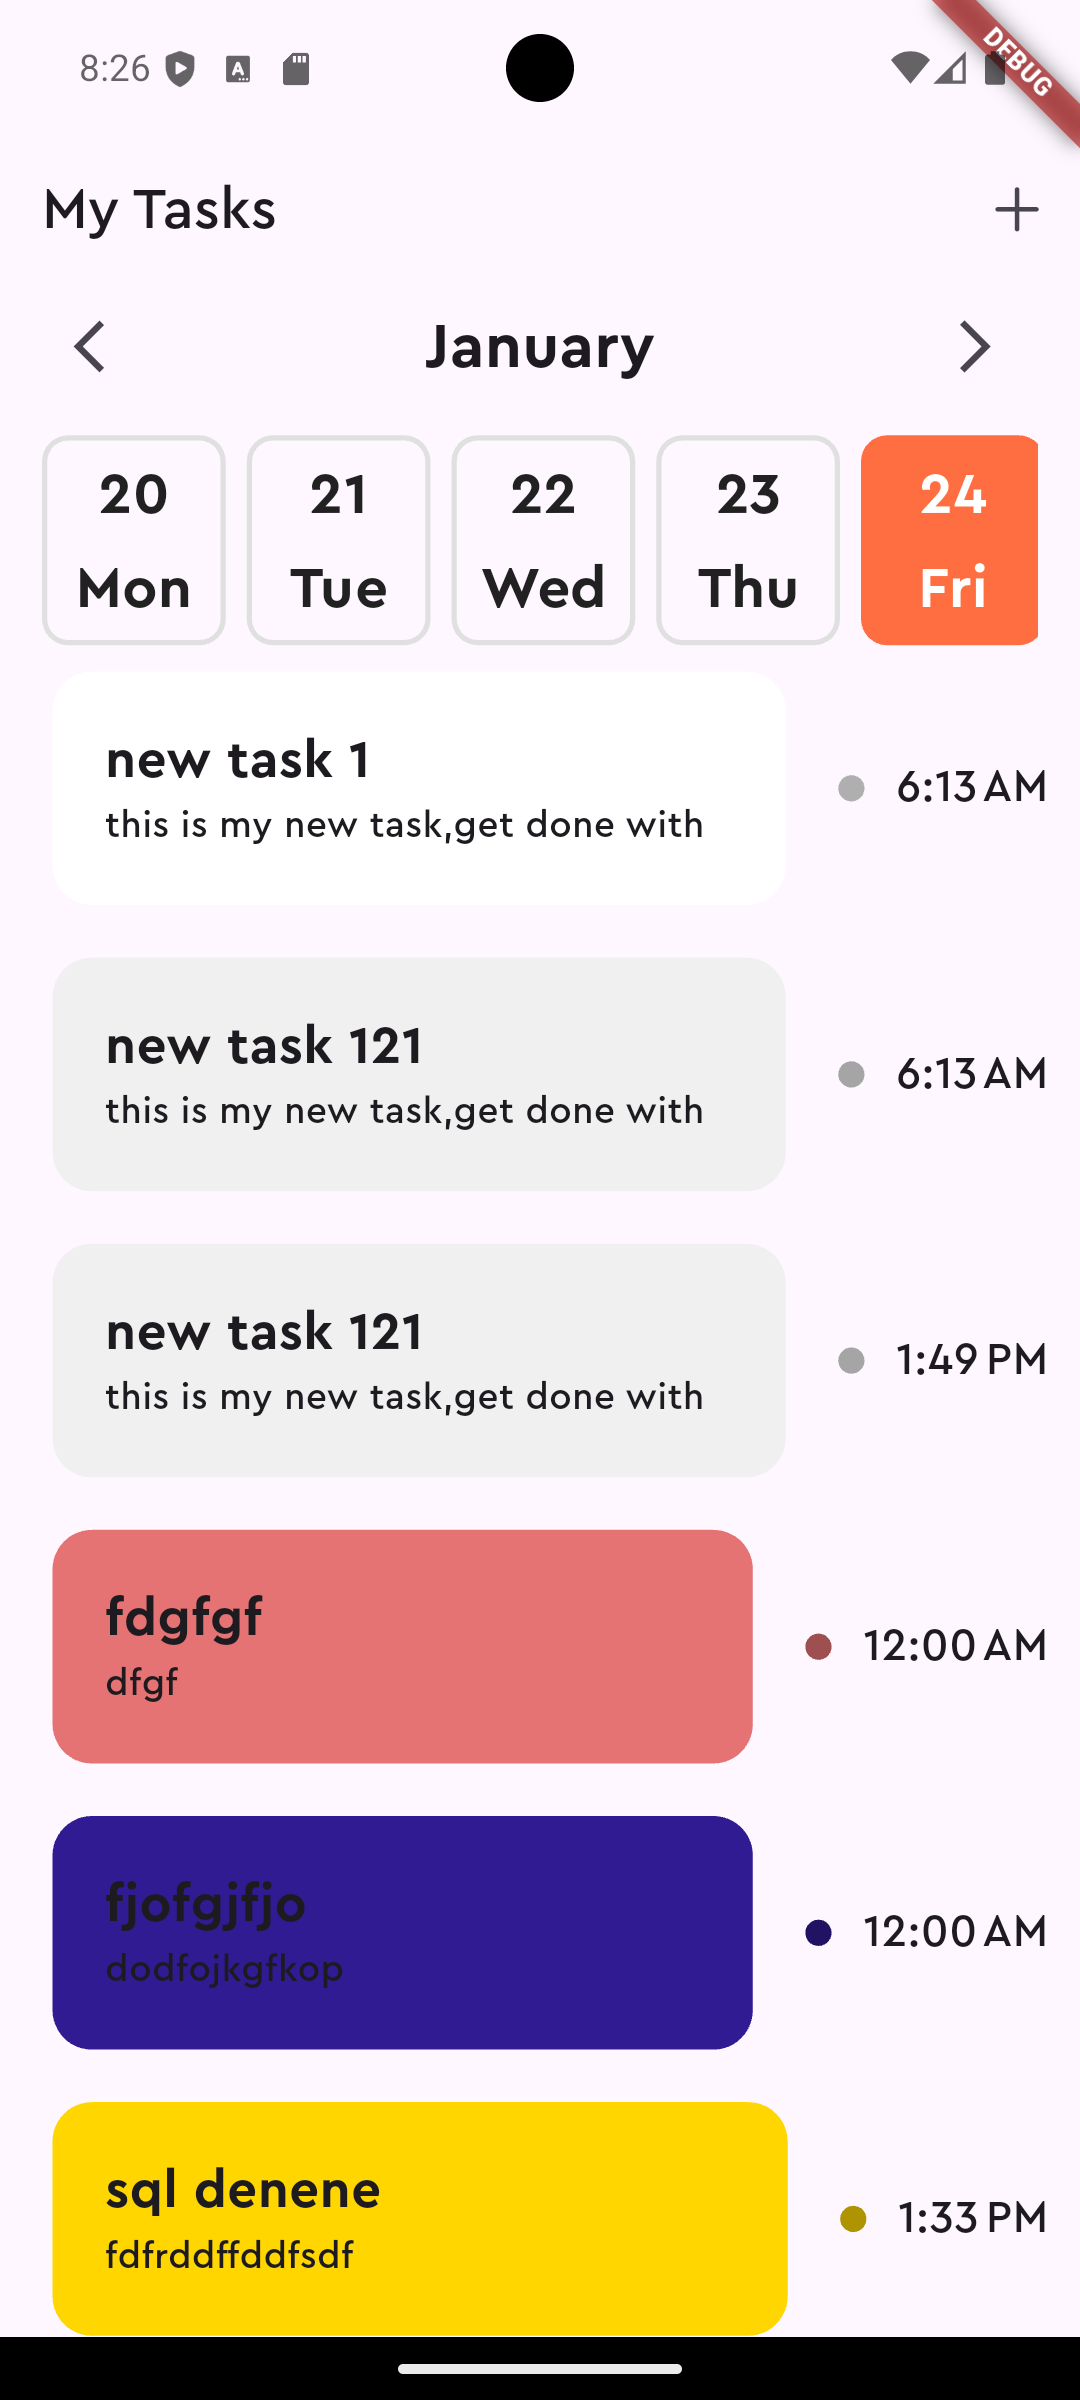 8:26
DEBUG
My Tasks
January
20 21 22 23 24
Mon Tue Wed Thu Fri
new task 1
this is my new task,get done with
6:13 AM
new task 121
this is my new task,get done with
6:13 AM
new task 121
this is my new task,get done with
1:49 PM
fdgfgf
dfgf
12:00 AM
fjofgjfjo
dodfojkgfkop
12:00 AM
sql denene
fdfrddffddfsdf
1:33 PM